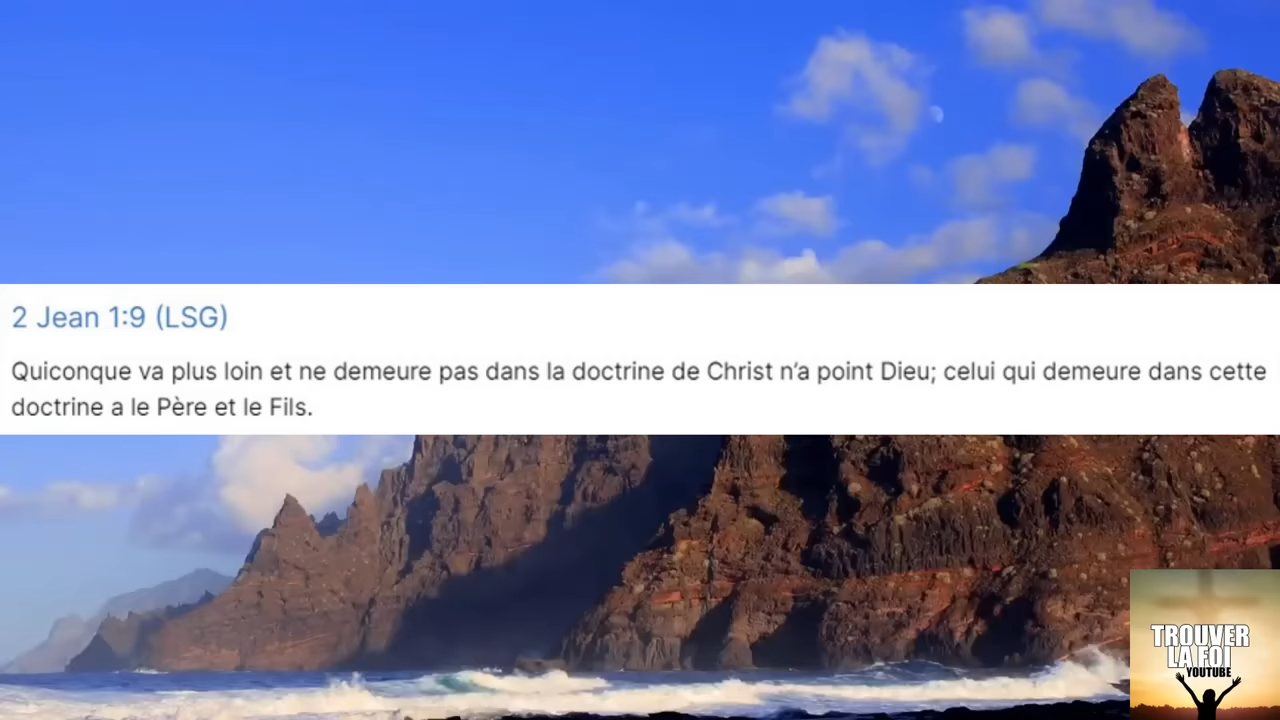 2 Jean 1:9 (LSG)
Quiconque va plus loin et ne demeure pas dans la doctrine de Christ n’a point Dieu; celui qui demeure dans cette
doctrine a le Père et le Fils.
TROUVER
LA FOI
YOUTUBE